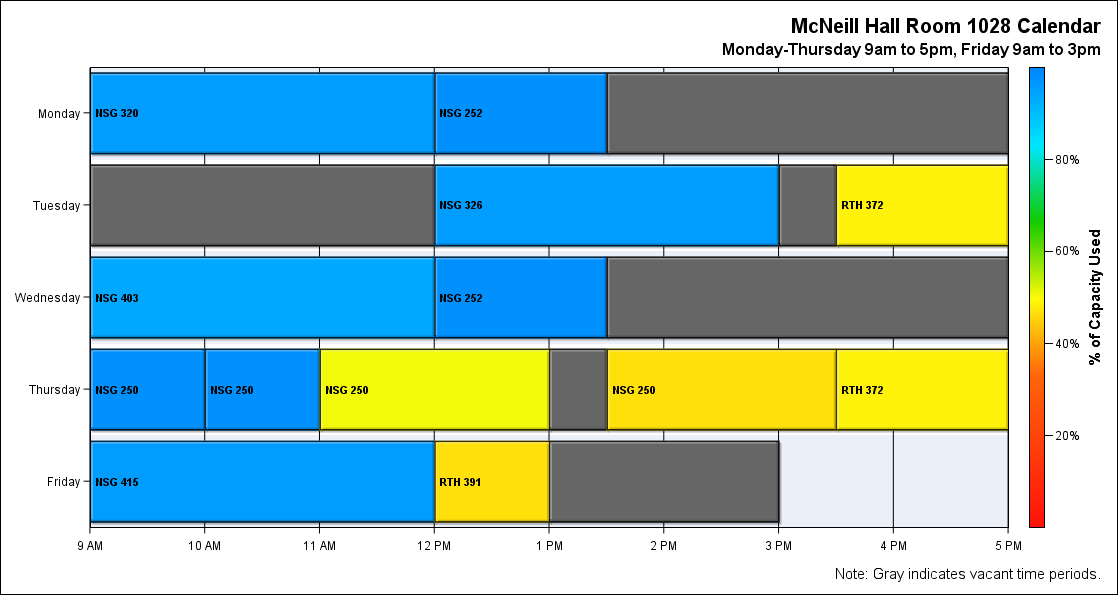 McNeill Hall Room 1028 Calendar
Monday-Thursday 9am to 5pm, Friday 9am to 3pm
Monday
NSG 320
NSG 252
Tuesday
NSG 326
RTH 372
Wednesday
NSG 403
NSG 252
Thursday
NSG 250
NSG 250
NSG 250
NSG 250
RTH 372
Friday
NSG 415
RTH 391
9 AM
10 AM
11 AM
12 PM
1 PM
2 PM
3 PM
4 PM
5 PM
80%
60%
40%
20%
% of Capacity Used
Note: Gray indicates vacant time periods.